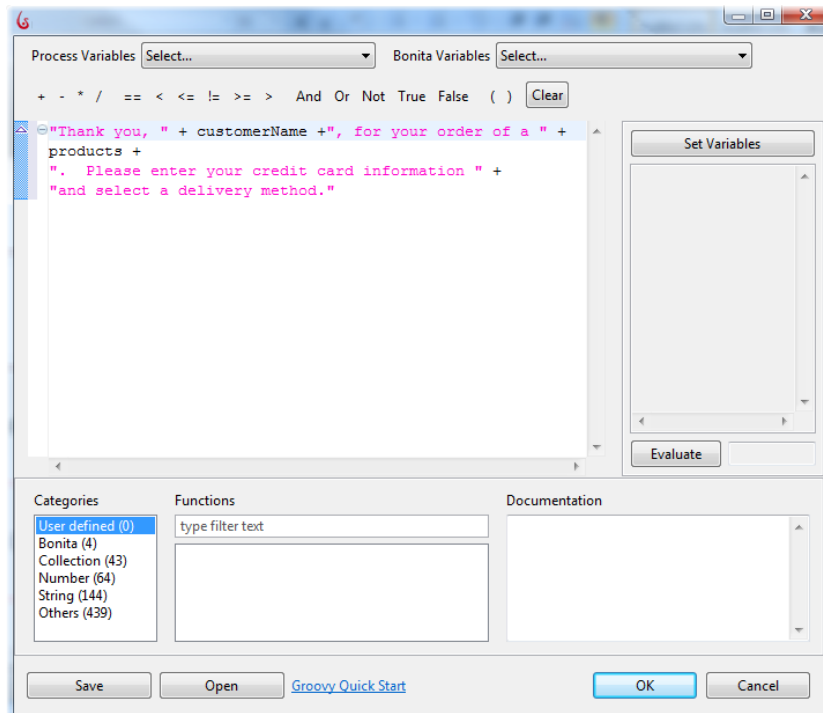 Process Variables Select... Bonita Variables Select...
+ - * / == < <= != >= > And Or Not True False ( ) Clear
"Thank you, " + customerName +", for your order of a " +
products +
".  Please enter your credit card information " +
"and select a delivery method."
Set Variables
Evaluate
Categories Functions Documentation
User defined (0) type filter text
Bonita (4)
Collection (43)
Number (64)
String (144)
Others (439)
Save Open Groovy Quick Start OK Cancel